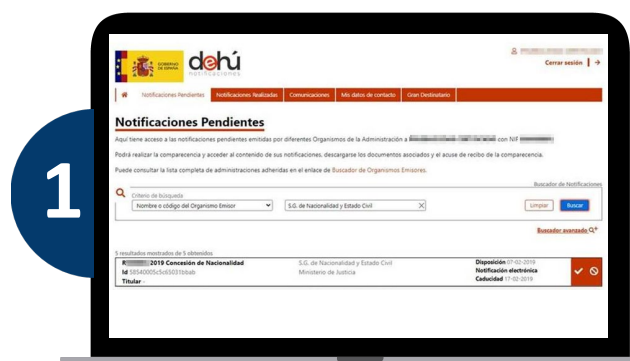 1
GOBIERNO
DE ESPAÑA
dehú
notificaciones
Cerrar sesión
Notificaciones Pendientes
Notificaciones Realizadas
Comunicaciones
Mis datos de contacto
Gran Destinatario
Notificaciones Pendientes
Aquí tiene acceso a las notificaciones pendientes emitidas por diferentes Organismos de la Administración a con NIF
Podrá realizar la comparecencia y acceder al contenido de sus notificaciones, descargarse los documentos asociados y el acuse de recibo de la comparecencia.
Puede consultar la lista completa de administraciones adheridas en el enlace de Buscador de Organismos Emisores.
Buscador de Notificaciones
Criterio de búsqueda
Nombre o código del Organismo Emisor
S.G. de Nacionalidad y Estado Civil
Limpiar
Buscar
Buscador avanzado
5 resultados mostrados de 5 obtenidos
R 2019 Concesión de Nacionalidad
S.G. de Nacionalidad y Estado Civil
Disposición 07-02-2019
Ministerio de Justicia
Notificación electrónica
Titular -
Caducidad 17-02-2019